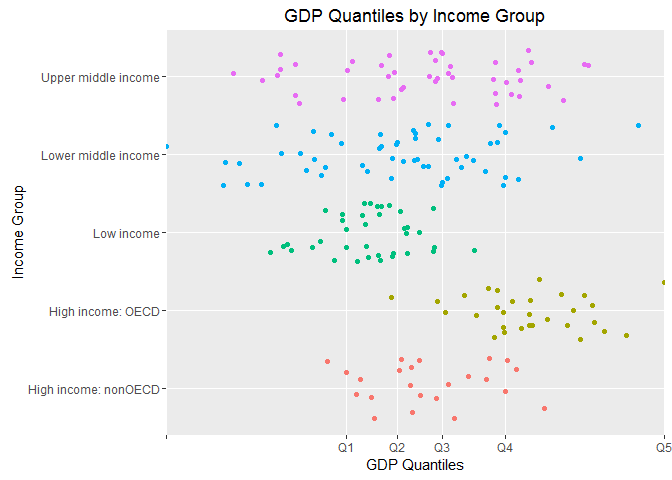 GDP Quantiles by Income Group
Income Group
Upper middle income
Lower middle income
Low income
High income: OECD
High income: nonOECD
Q1 Q2 Q3 Q4 Q5
GDP Quantiles